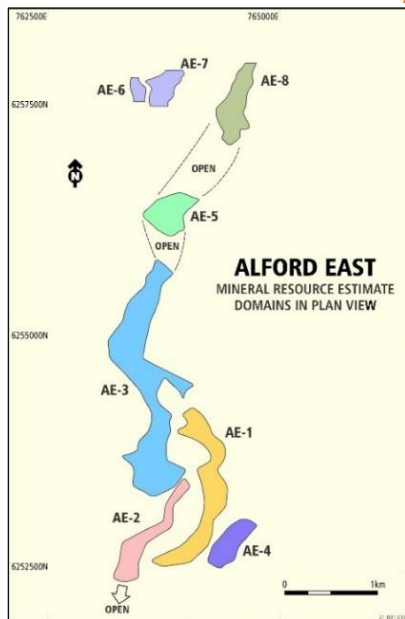 762500E
765000E
AE-7
AE-6
AE-8
6257500N
N
OPEN
AE-5
OPEN
ALFORD EAST
MINERAL RESOURCE ESTIMATE
DOMAINS IN PLAN VIEW
6255000N
AE-3
AE-1
AE-2
AE-4
6252500N
0
1km
OPEN